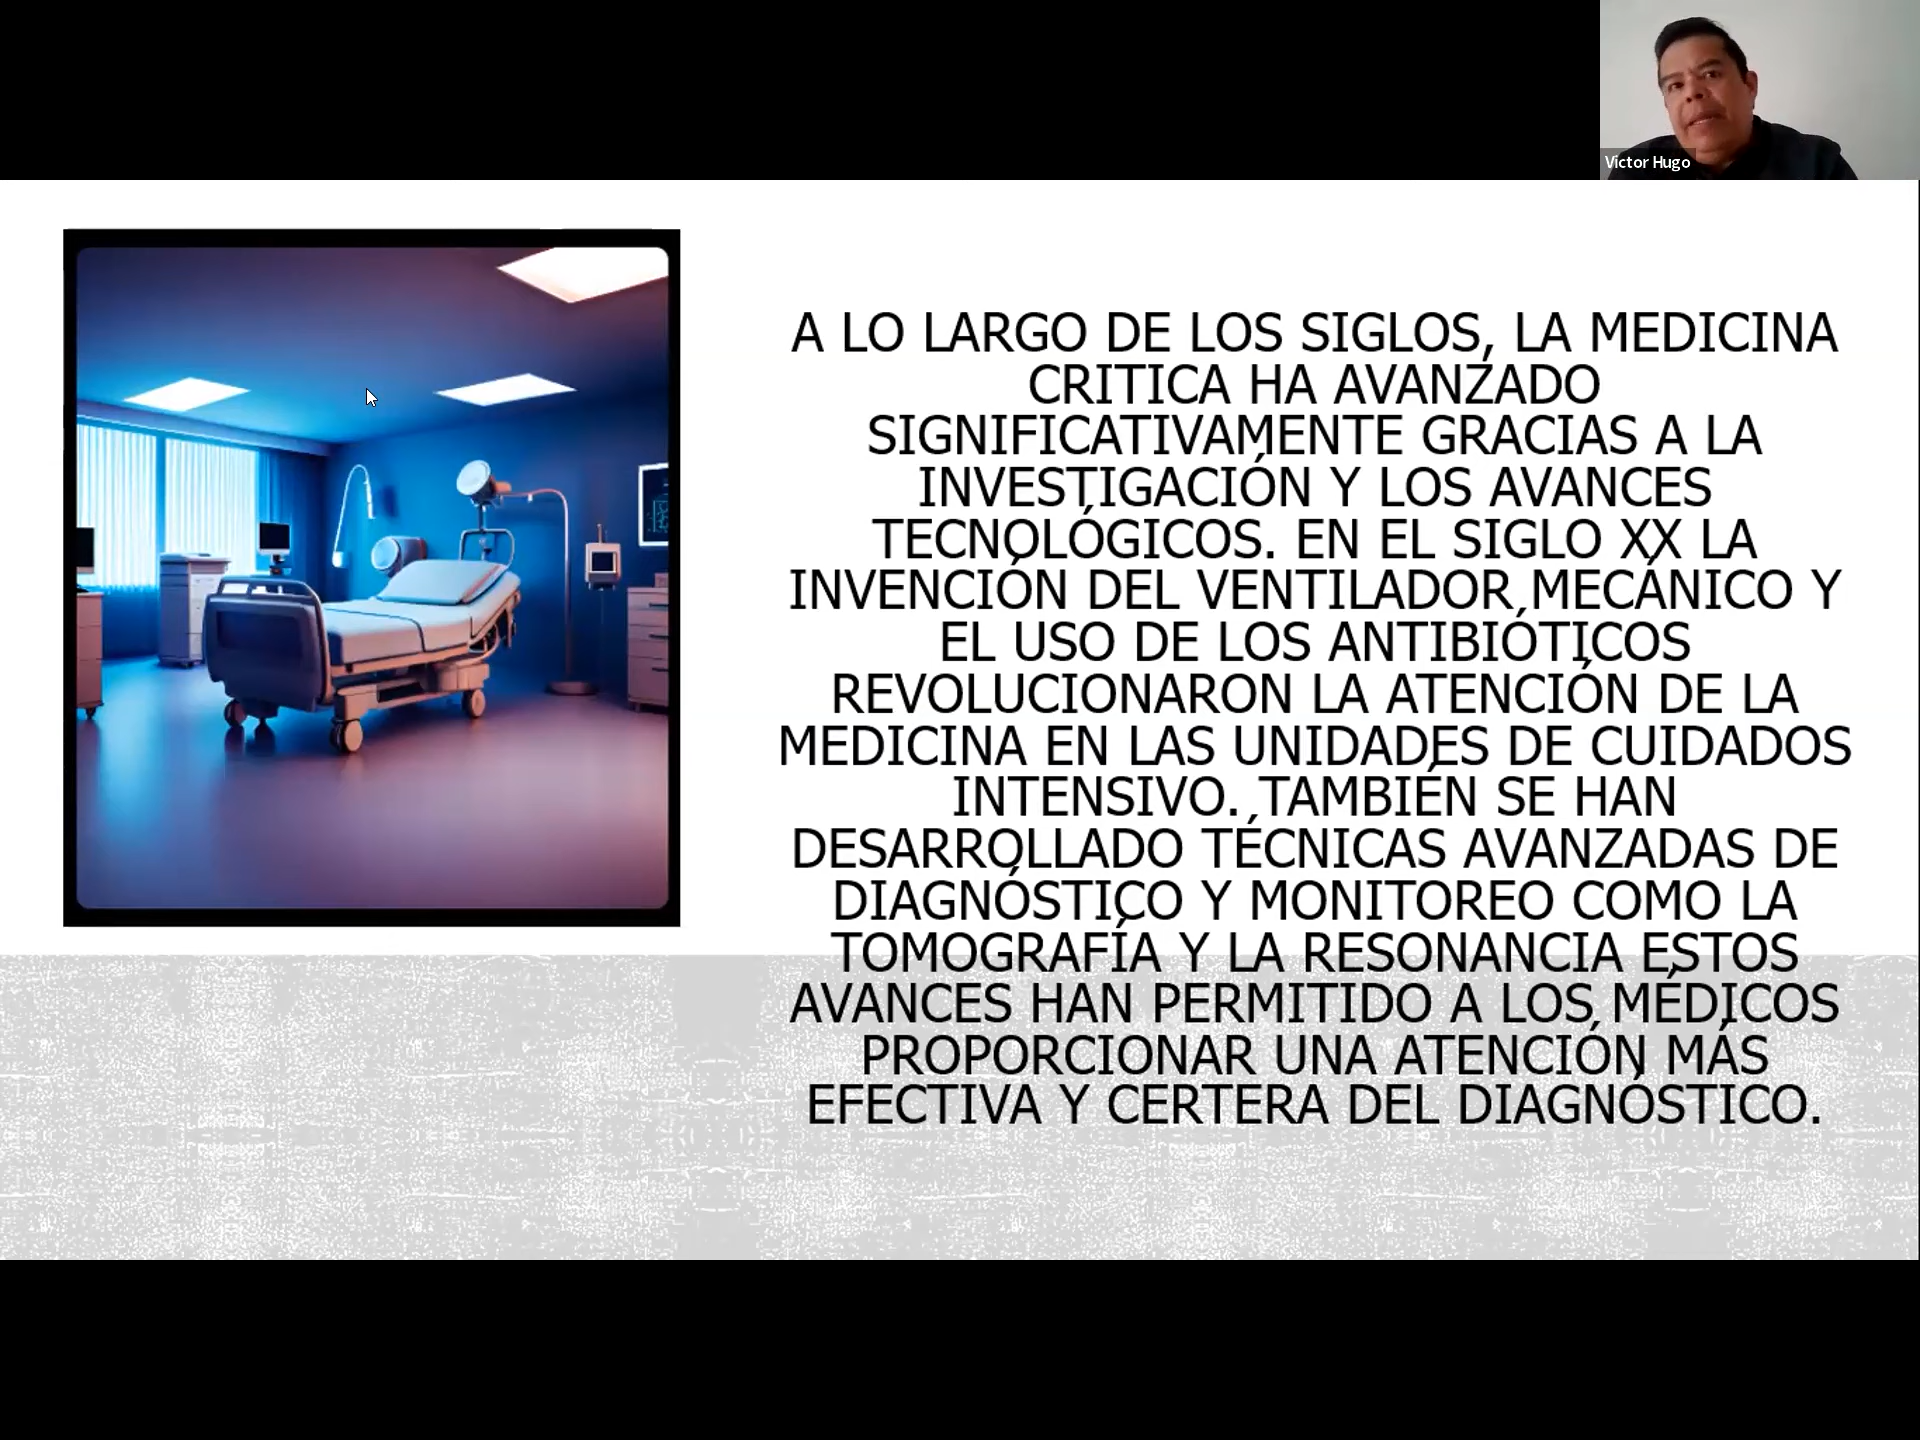 Victor Hugo
A LO LARGO DE LOS SIGLOS, LA MEDICINA
CRITICA HA AVANZADO
SIGNIFICATIVAMENTE GRACIAS A LA
INVESTIGACIÓN Y LOS AVANCES
TECNOLÓGICOS. EN EL SIGLO XX LA
INVENCIÓN DEL VENTILADOR MECÁNICO Y
EL USO DE LOS ANTIBIÓTICOS
REVOLUCIONARON LA ATENCIÓN DE LA
MEDICINA EN LAS UNIDADES DE CUIDADOS
INTENSIVO. TAMBIÉN SE HAN
DESARROLLADO TÉCNICAS AVANZADAS DE
DIAGNÓSTICO Y MONITOREO COMO LA
TOMOGRAFÍA Y LA RESONANCIA ESTOS
AVANCES HAN PERMITIDO A LOS MÉDICOS
PROPORCIONAR UNA ATENCIÓN MÁS
EFECTIVA Y CERTERA DEL DIAGNÓSTICO.